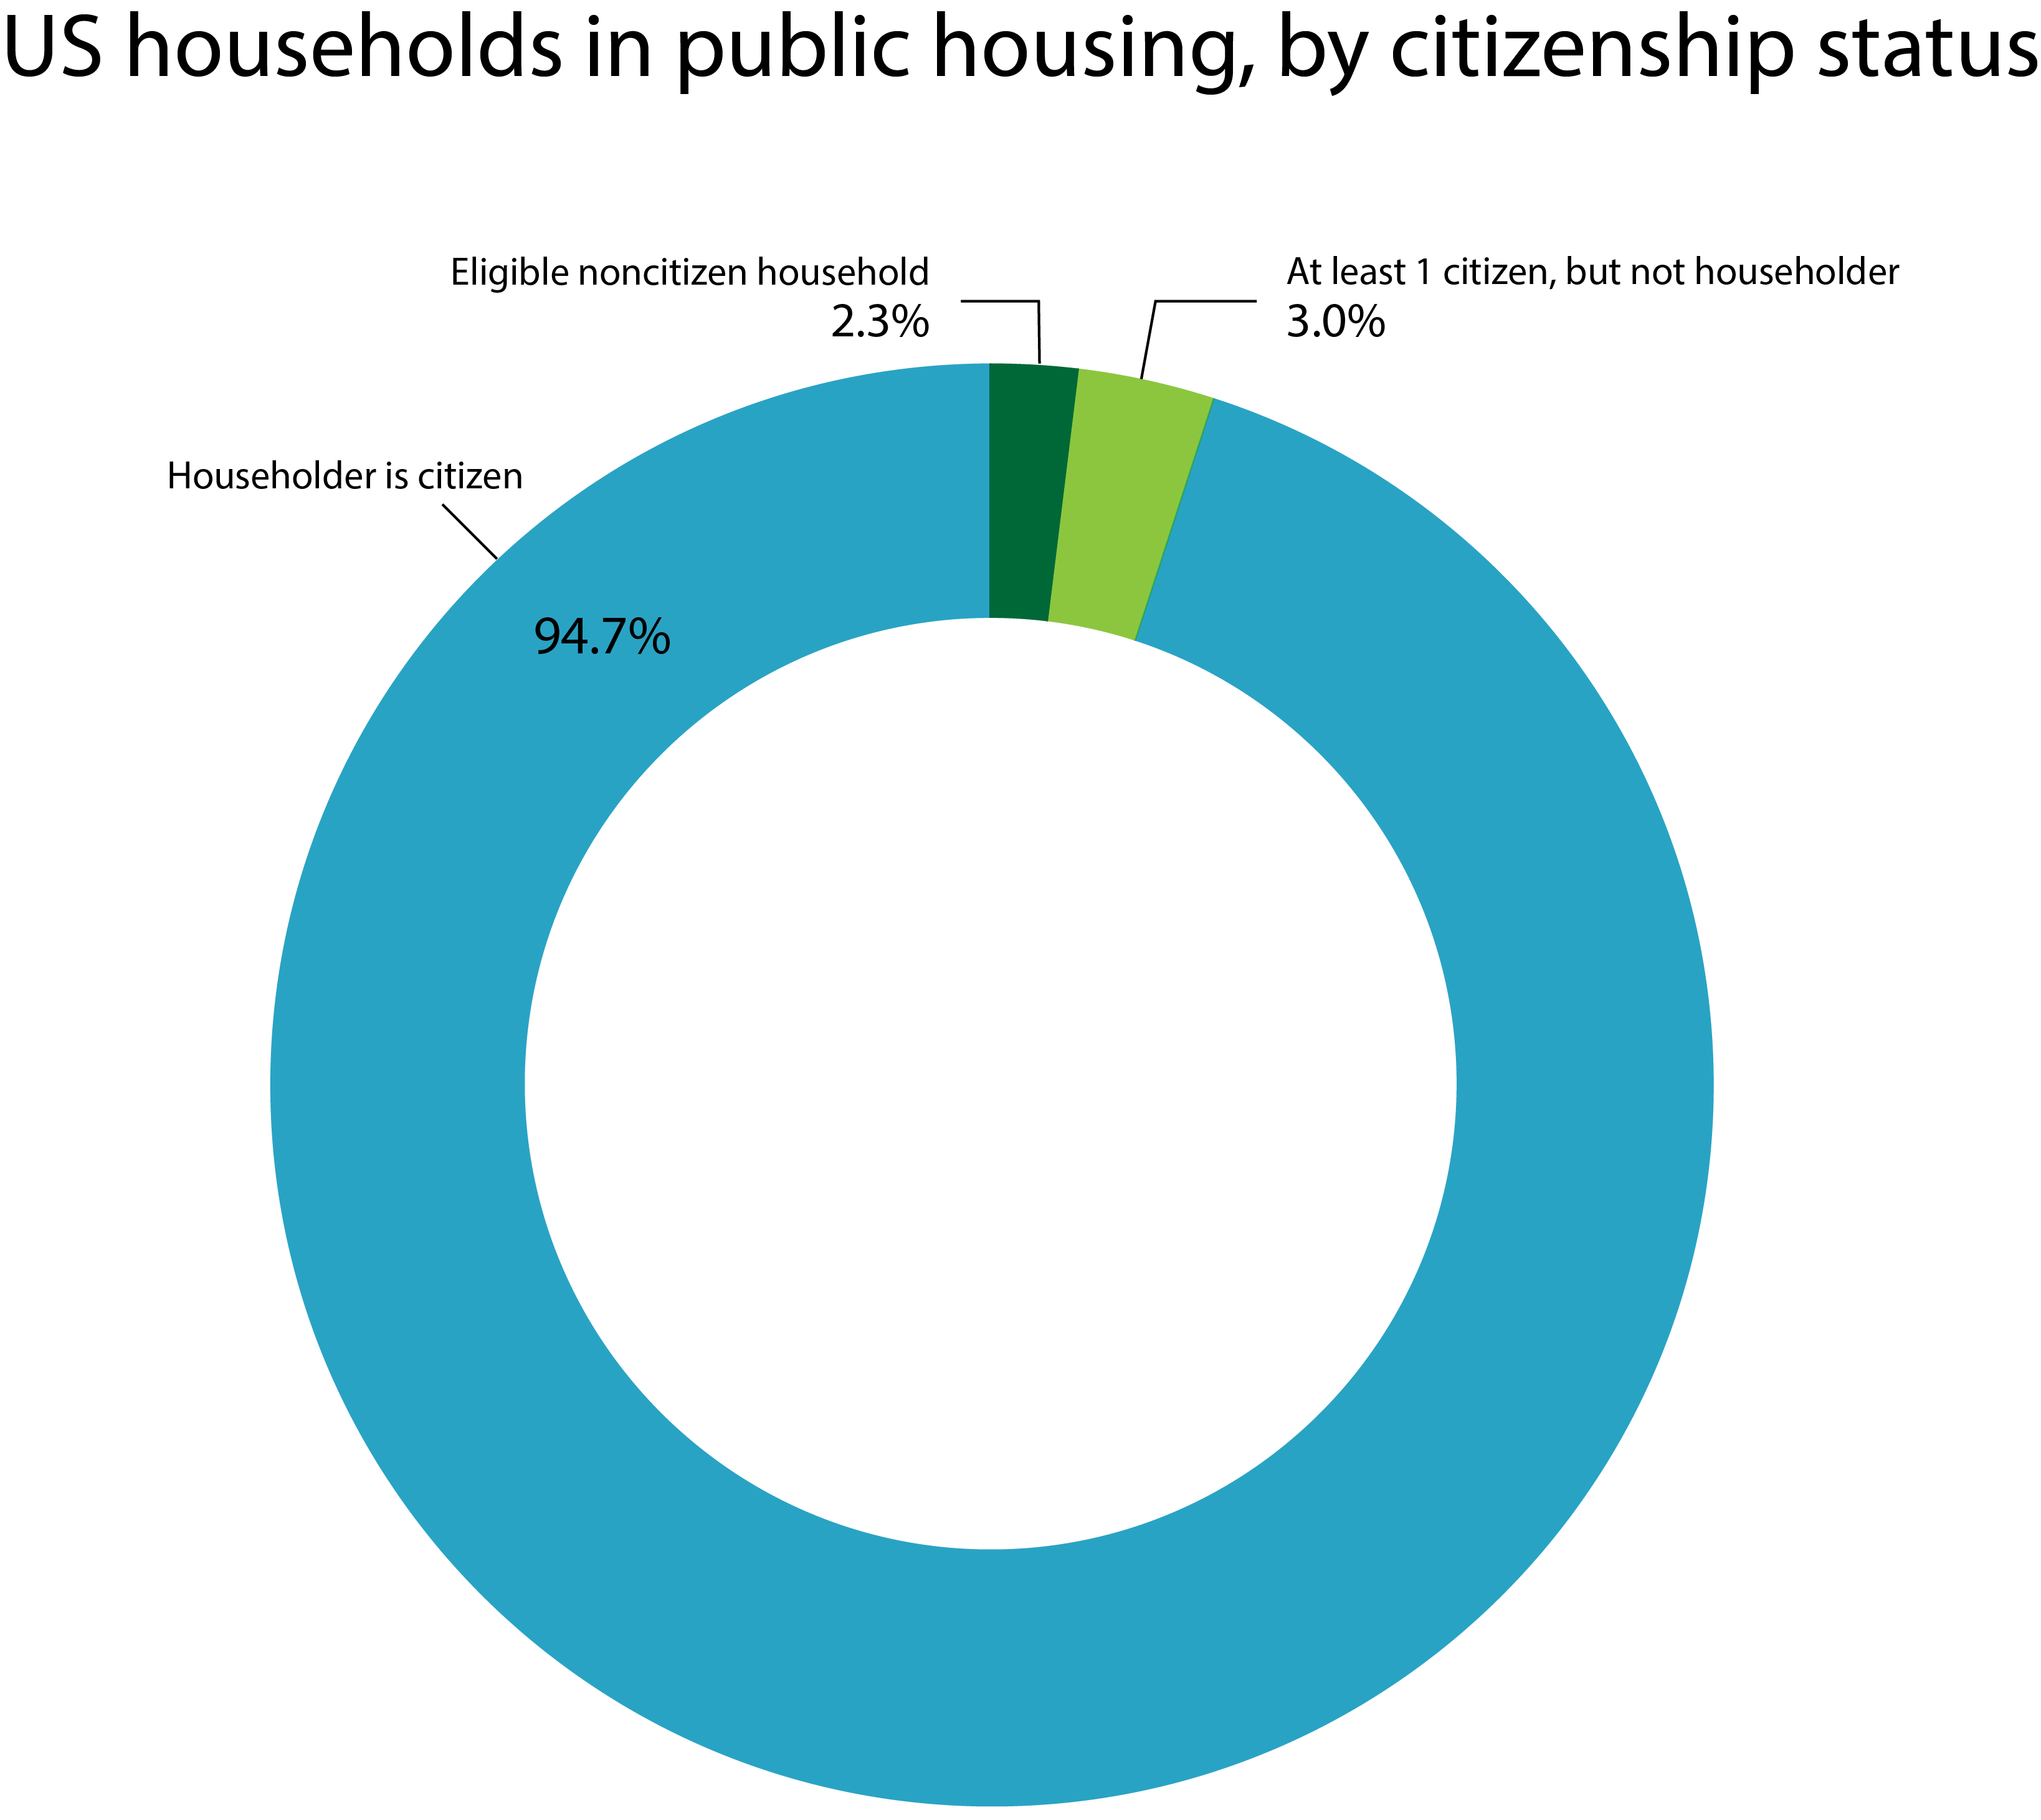 US households in public housing, by citizenship status
Eligible noncitizen household
2.3%
At least 1 citizen, but not householder
3.0%
Householder is citizen
94.7%